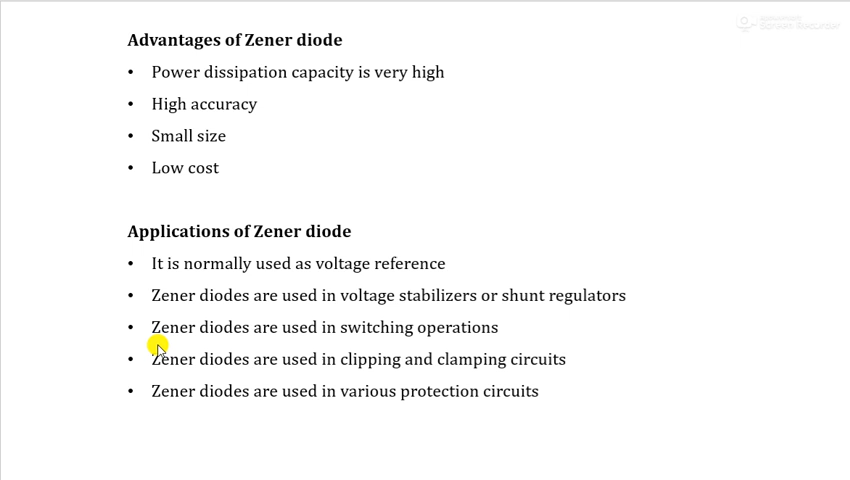 Advantages of Zener diode
• Power dissipation capacity is very high
• High accuracy
• Small size
• Low cost
Applications of Zener diode
• It is normally used as voltage reference
• Zener diodes are used in voltage stabilizers or shunt regulators
• Zener diodes are used in switching operations
• Zener diodes are used in clipping and clamping circuits
• Zener diodes are used in various protection circuits